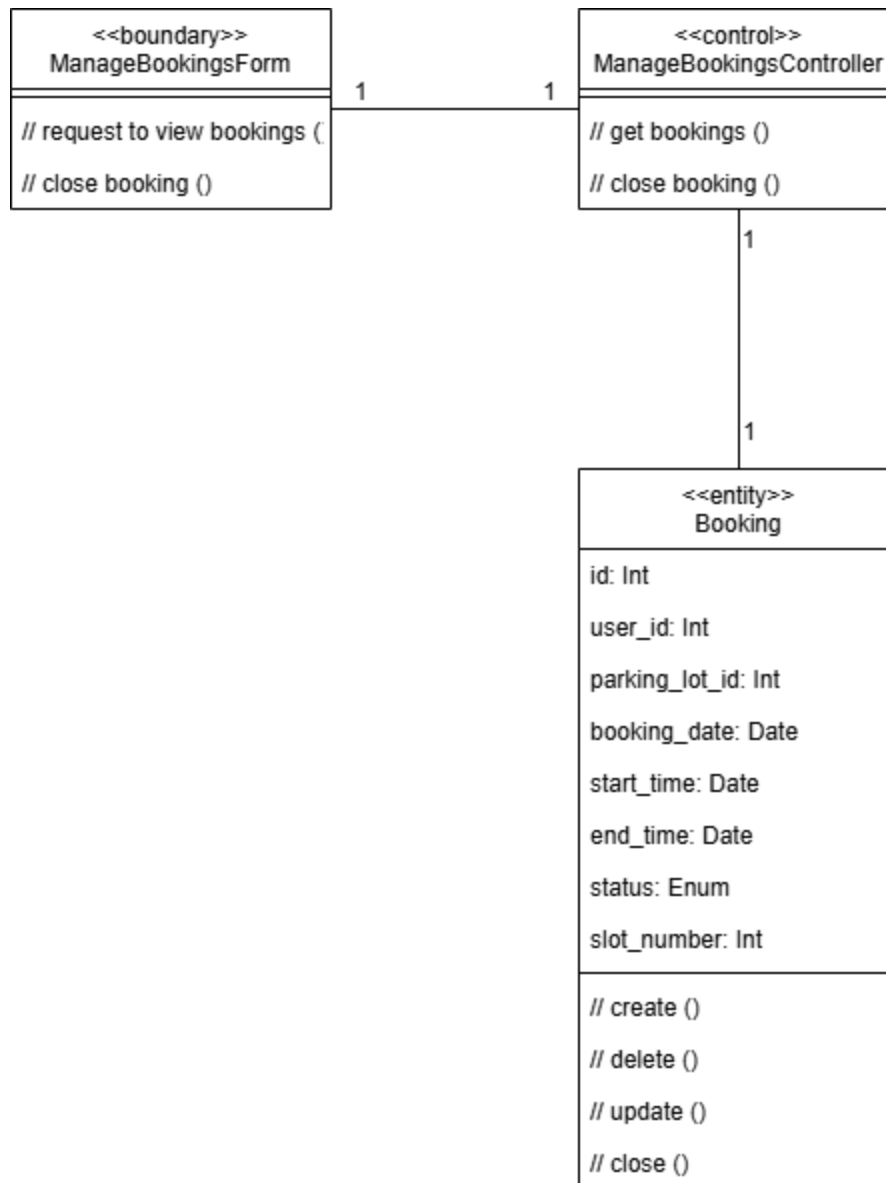 <<boundary>>
ManageBookingsForm
// request to view bookings (
// close booking ()
1
1
<<control>>
ManageBookingsController
// get bookings ()
// close booking ()
1
1
<<entity>>
Booking
id: Int
user_id: Int
parking_lot_id: Int
booking_date: Date
start_time: Date
end_time: Date
status: Enum
slot_number: Int
// create ()
// delete ()
// update ()
// close ()